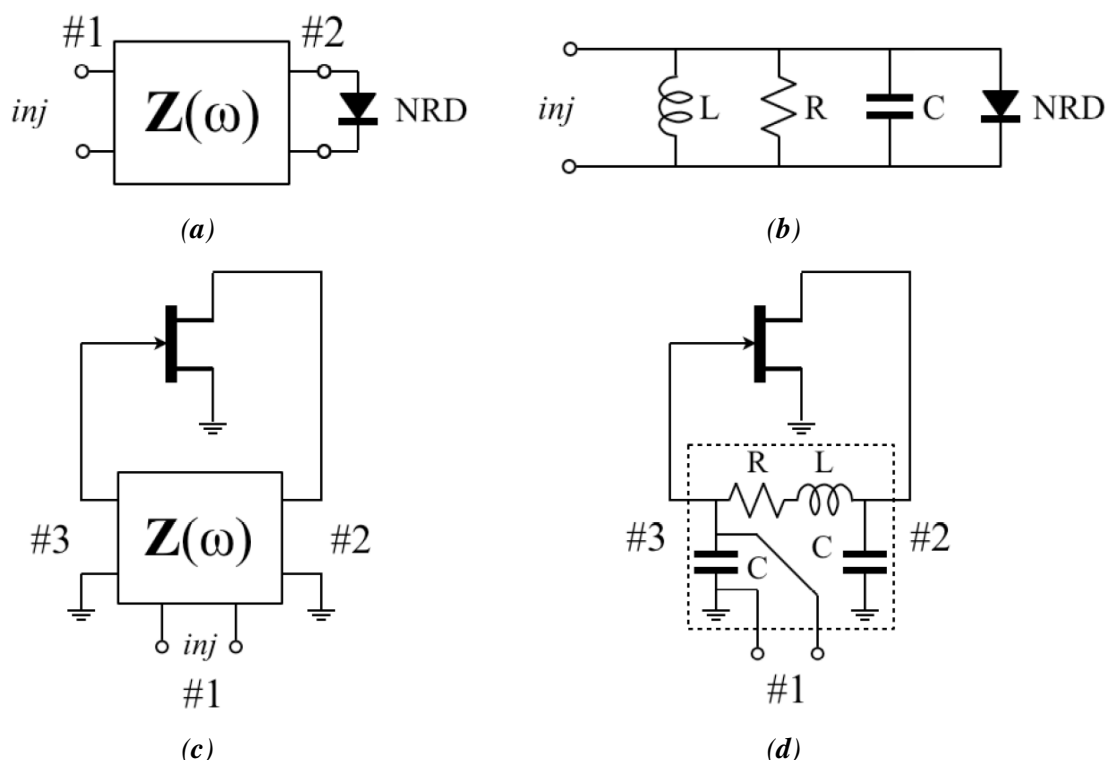 #1 #2
inj Z(ω) NRD
(a)
inj L R C NRD
(b)
#3 Z(ω) #2
inj
#1
(c)
R L
#3 C C #2
#1
(d)